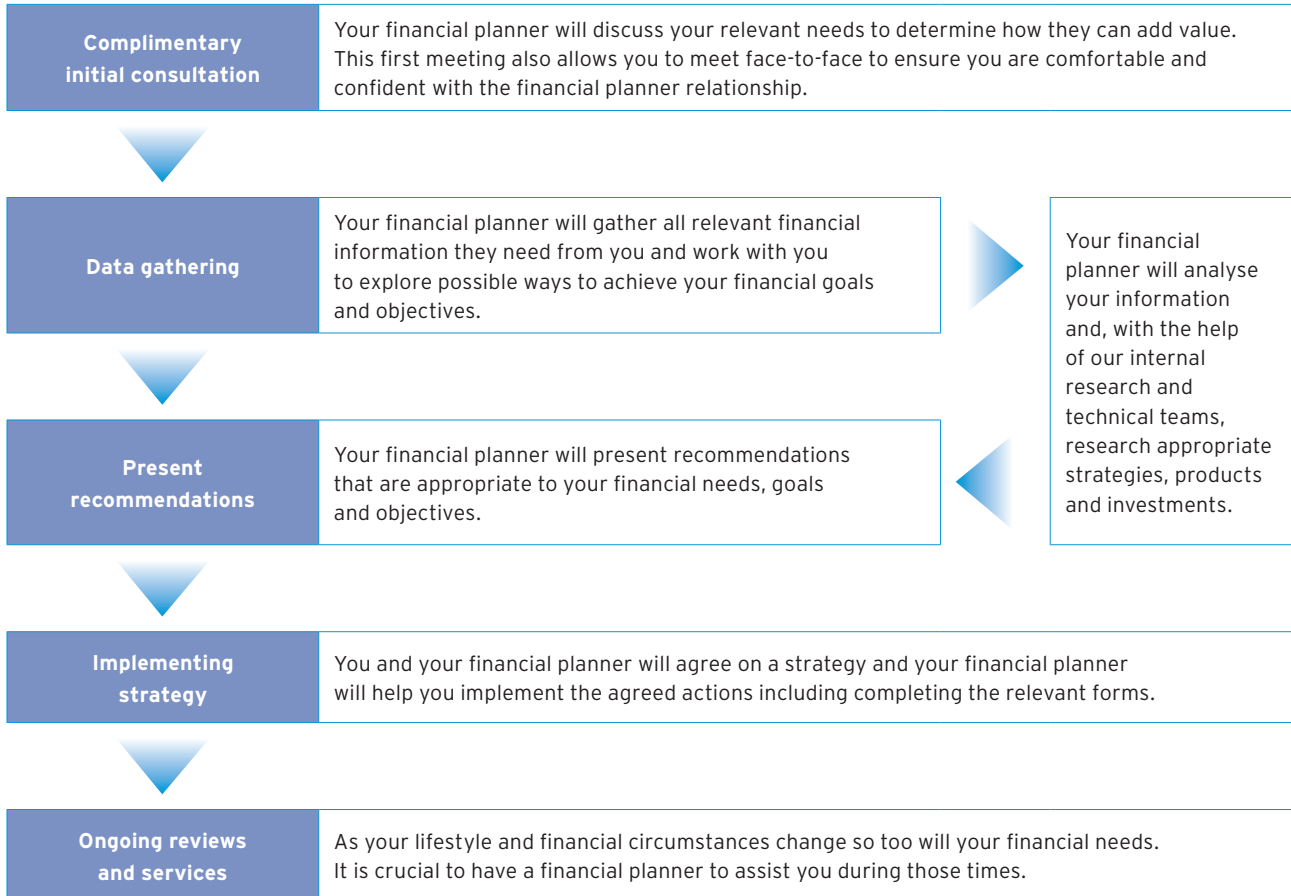 Complimentary
initial consultation
Your financial planner will discuss your relevant needs to determine how they can add value.
This first meeting also allows you to meet face-to-face to ensure you are comfortable and
confident with the financial planner relationship.
Data gathering
Your financial planner will gather all relevant financial
information they need from you and work with you
to explore possible ways to achieve your financial goals
and objectives.
Your financial
planner will analyse
your information
and, with the help
of our internal
research and
technical teams,
research appropriate
strategies, products
and investments.
Present
recommendations
Your financial planner will present recommendations
that are appropriate to your financial needs, goals
and objectives.
Implementing
strategy
You and your financial planner will agree on a strategy and your financial planner
will help you implement the agreed actions including completing the relevant forms.
Ongoing reviews
and services
As your lifestyle and financial circumstances change so too will your financial needs.
It is crucial to have a financial planner to assist you during those times.